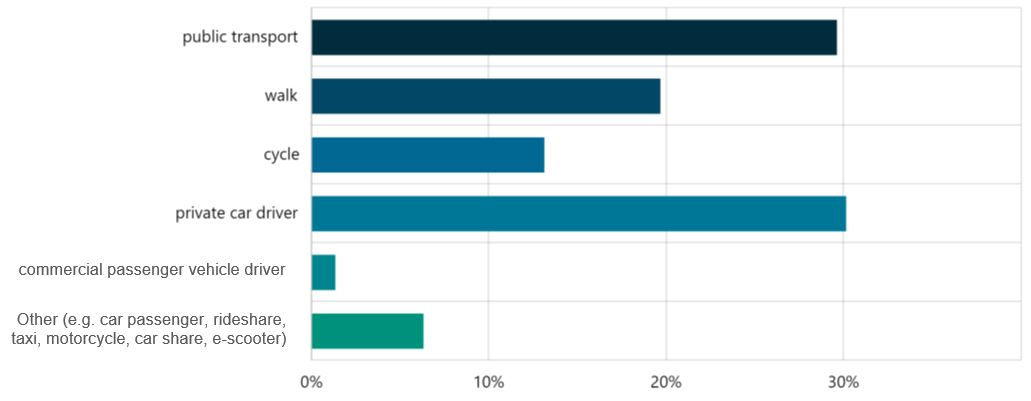 public transport
walk
cycle
private car driver
commercial passenger vehicle driver
Other (e.g. car passenger, rideshare,
taxi, motorcycle, car share, e-scooter)
0% 10% 20% 30%